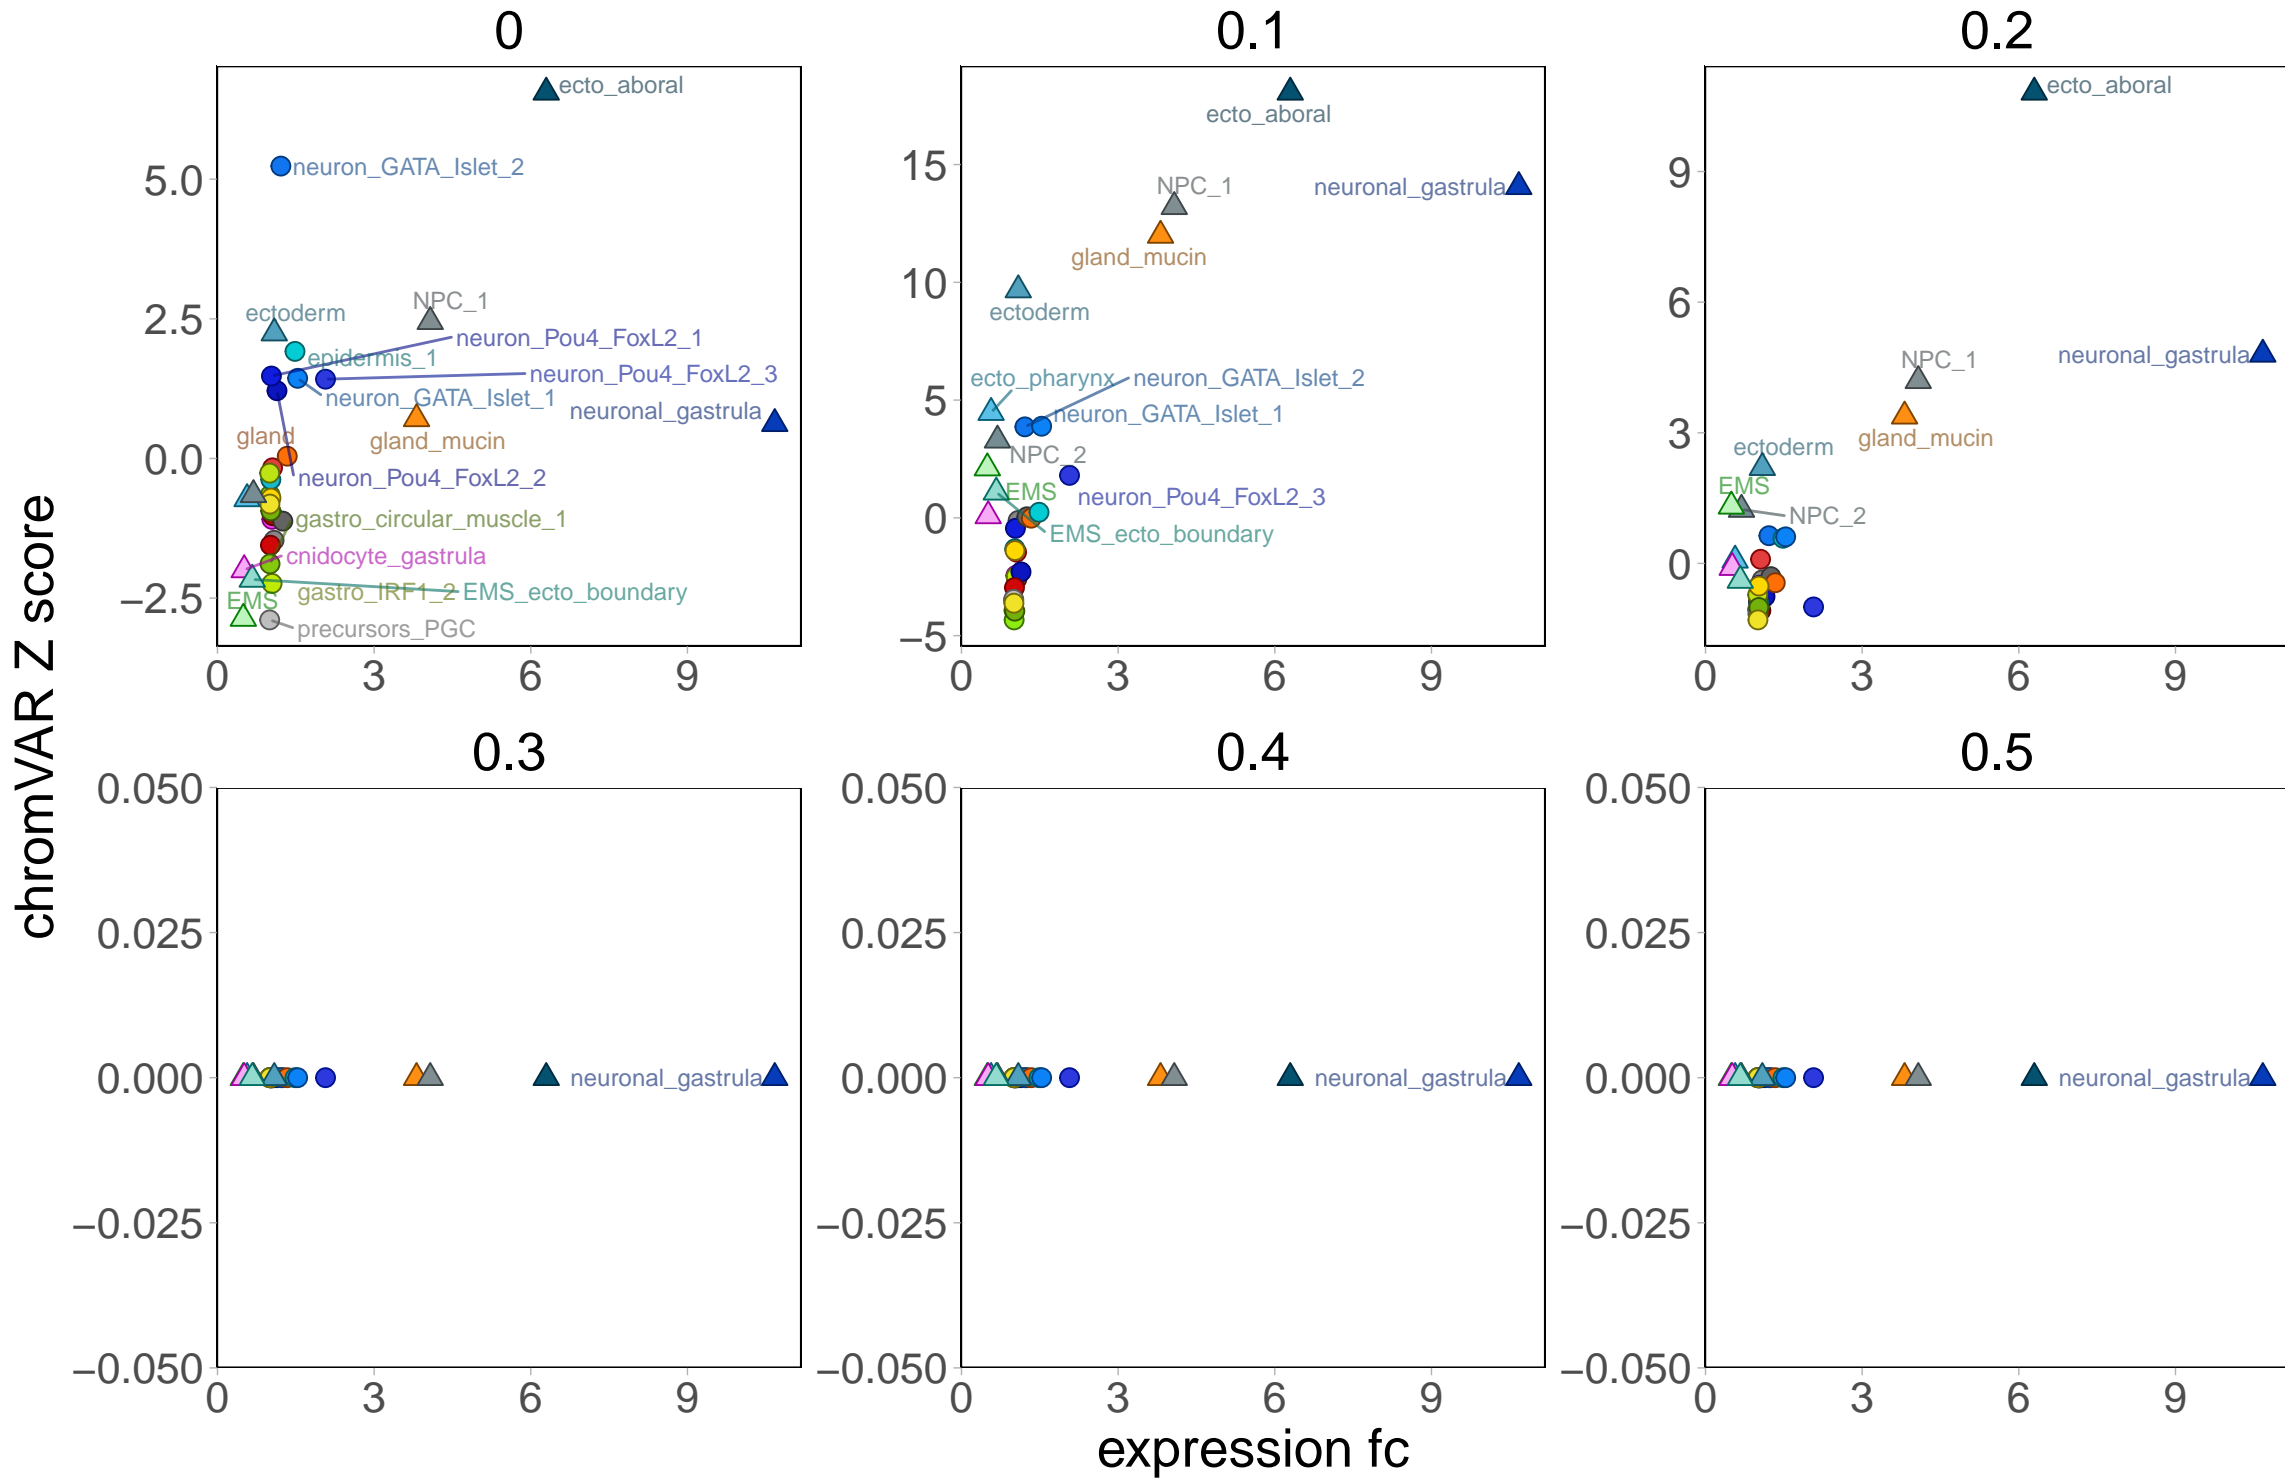 0
0.1
0.2
chromVAR Z score
5.0
2.5
0.0
−2.5
ecto_aboral
neuron_GATA_Islet_2
NPC_1
ectoderm
neuron_Pou4_FoxL2_1
epidermis_1
neuron_Pou4_FoxL2_3
neuron_GATA_Islet_1
neuronal_gastrula
gland
gland_mucin
neuron_Pou4_FoxL2_2
gastro_circular_muscle_1
cnidocyte_gastrula
gastro_IRF1_2
EMS_ecto_boundary
EMS
precursors_PGC
0 3 6 9
15
10
5
0
−5
ecto_aboral
NPC_1
neuronal_gastrula
gland_mucin
ectoderm
ecto_pharynx
neuron_GATA_Islet_2
neuron_GATA_Islet_1
NPC_2
EMS
neuron_Pou4_FoxL2_3
EMS_ecto_boundary
0 3 6 9
9
6
3
0
ecto_aboral
neuronal_gastrula
NPC_1
gland_mucin
ectoderm
EMS
NPC_2
0 3 6 9
0.3
0.4
0.5
0.050
0.025
0.000
−0.025
−0.050
neuronal_gastrula
0 3 6 9
0.050
0.025
0.000
−0.025
−0.050
neuronal_gastrula
0 3 6 9
0.050
0.025
0.000
−0.025
−0.050
neuronal_gastrula
0 3 6 9
expression fc